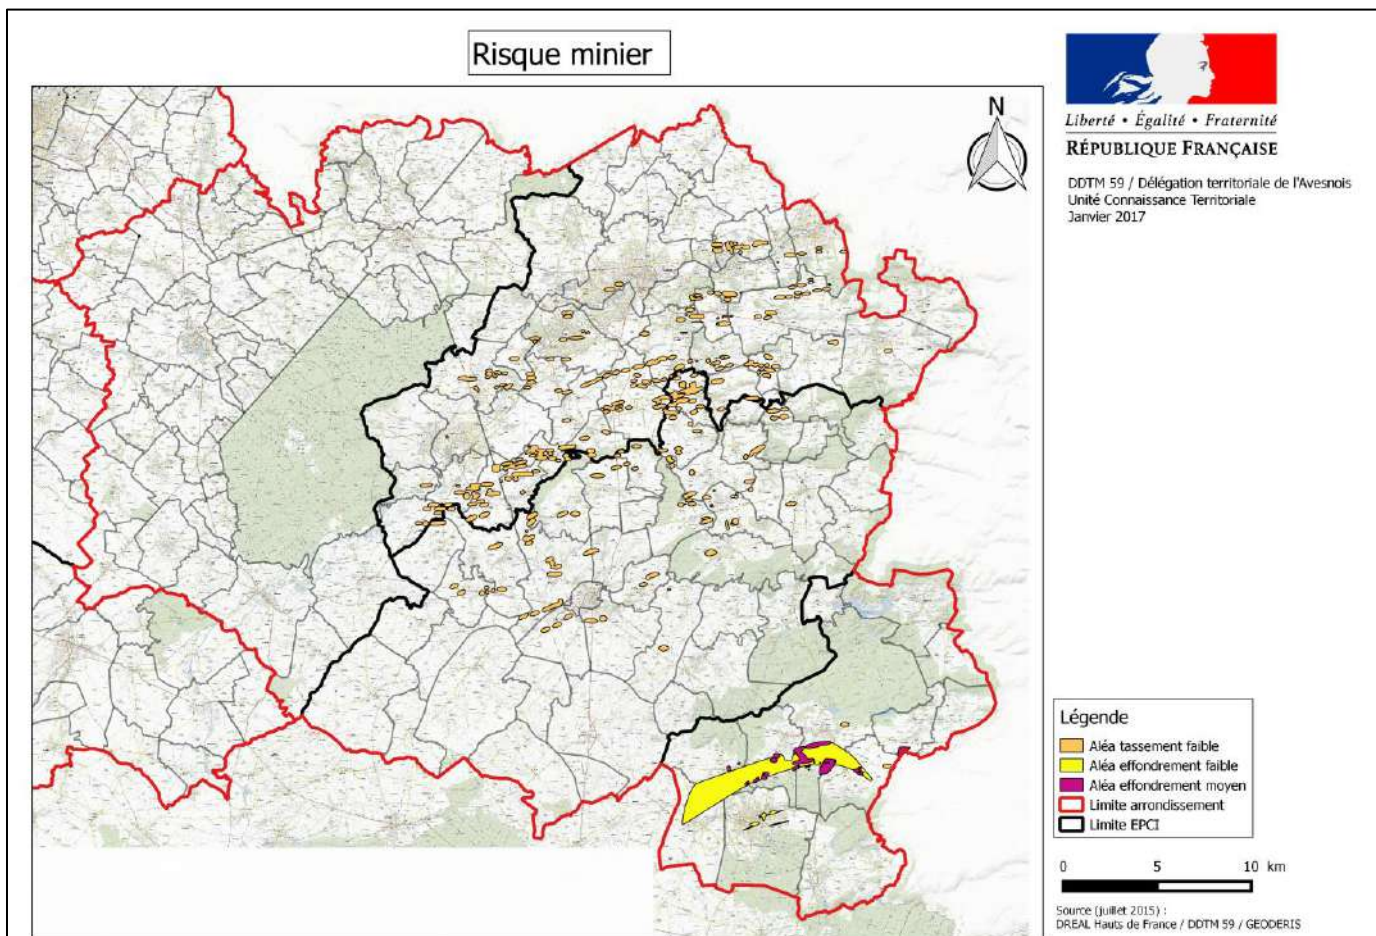 Risque minier
N
Liberté • Égalité • Fraternité
RÉPUBLIQUE FRANÇAISE
DDTM 59 / Délégation territoriale de l'Avesnois
Unité Connaissance Territoriale
Janvier 2017
Légende
Aléa tassement faible
Aléa effondrement faible
Aléa effondrement moyen
Limite arrondissement
Limite EPCI
0 5 10 km
Source (juillet 2015) :
DREAL Hauts de France / DDTM 59 / GEODERIS